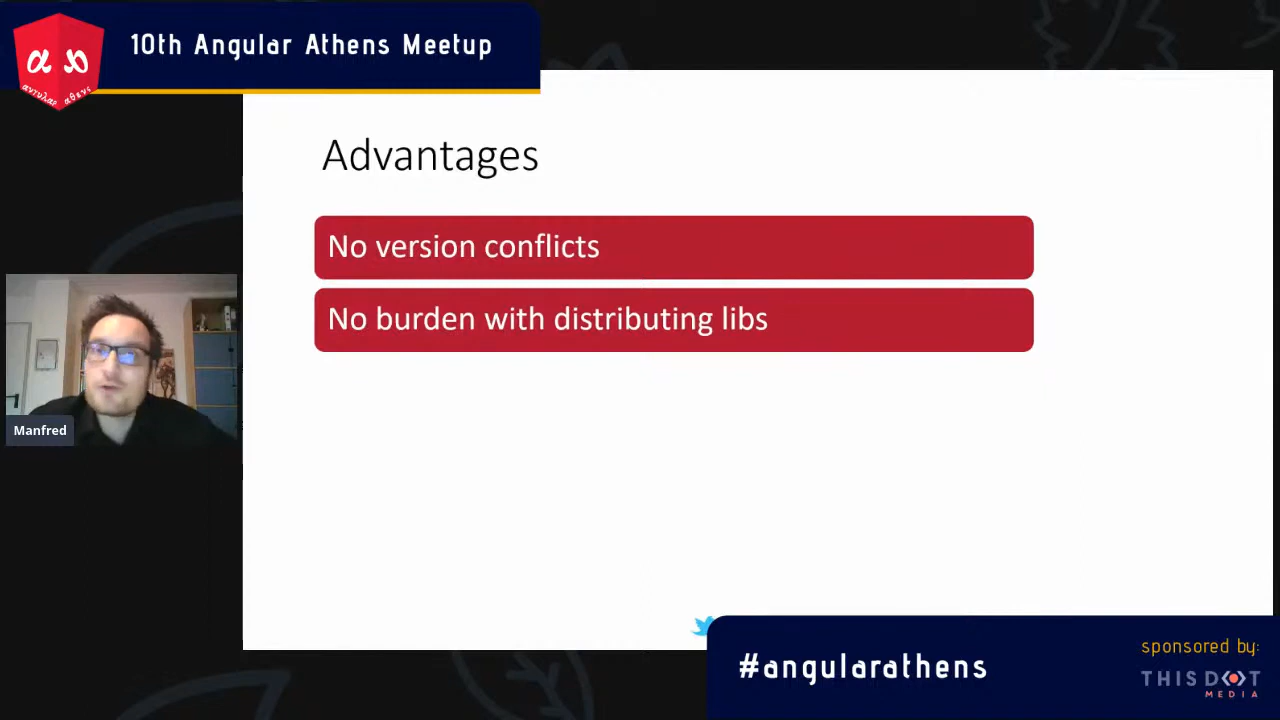 10th Angular Athens Meetup
Advantages
No version conflicts
No burden with distributing libs
Manfred
#angularathens
sponsored by:
THIS DOT
MEDIA